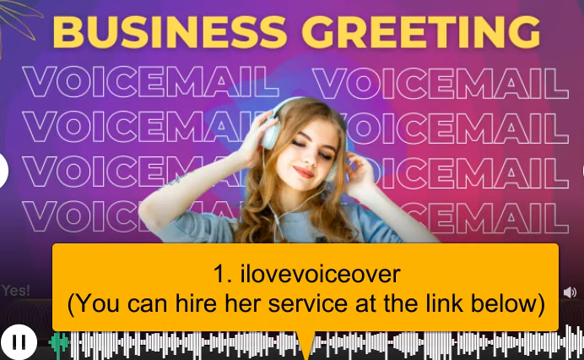 BUSINESS GREETING
VOICEMAIL VOICEMAIL
VOICEMAIL VOICEMAIL
VOICEMAIL VOICEMAIL
VOICEMAIL VOICEMAIL
1. ilovevoiceover
Yes!
(You can hire her service at the link below)